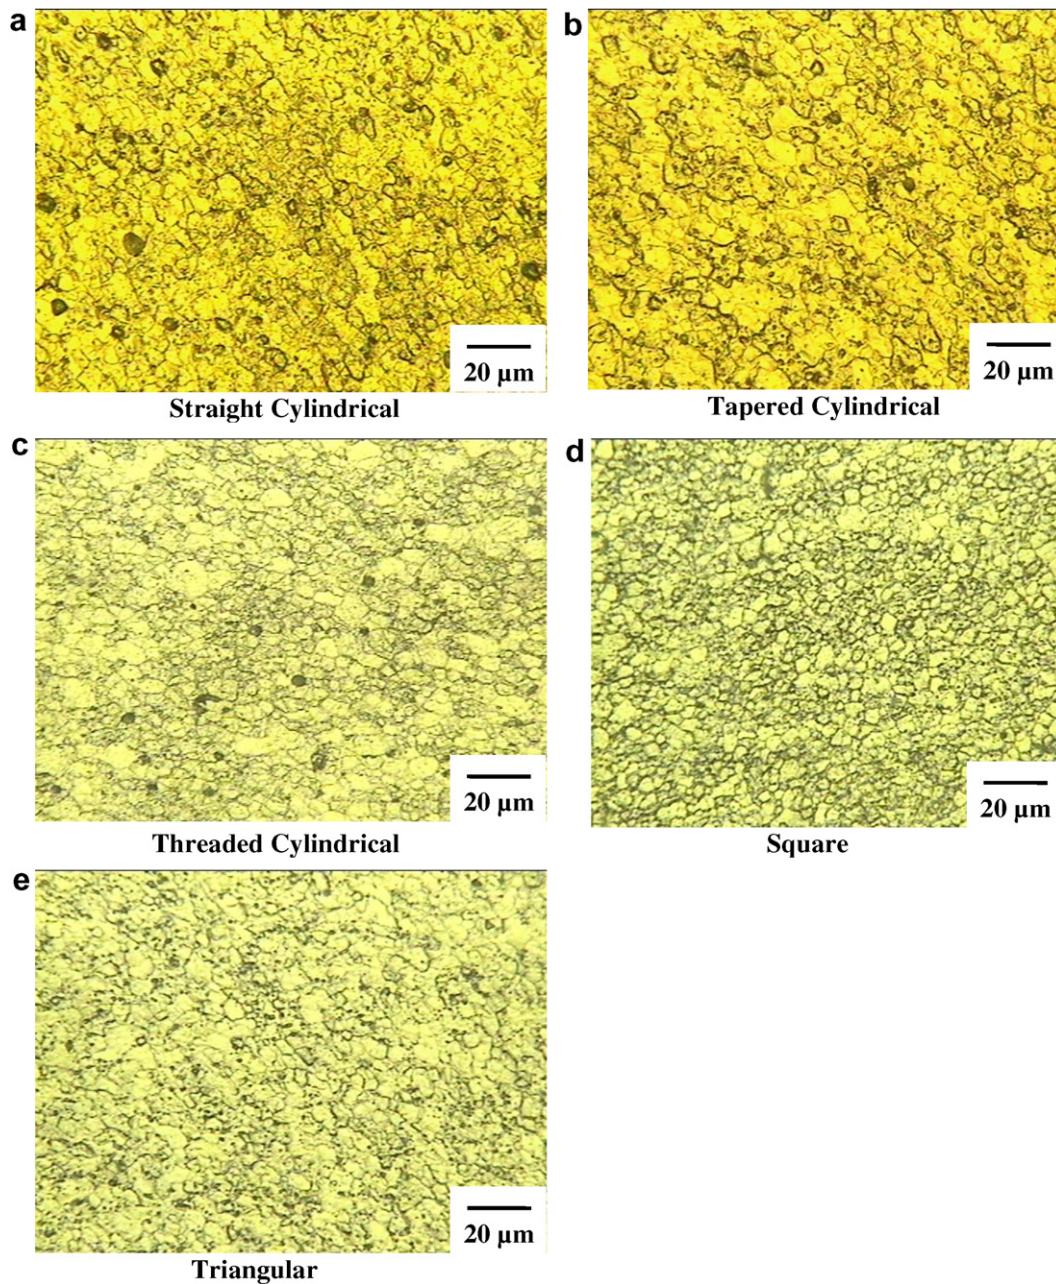 a
b
20 µm
20 µm
Straight Cylindrical
Tapered Cylindrical
c
d
20 µm
20 µm
Threaded Cylindrical
Square
e
20 µm
Triangular